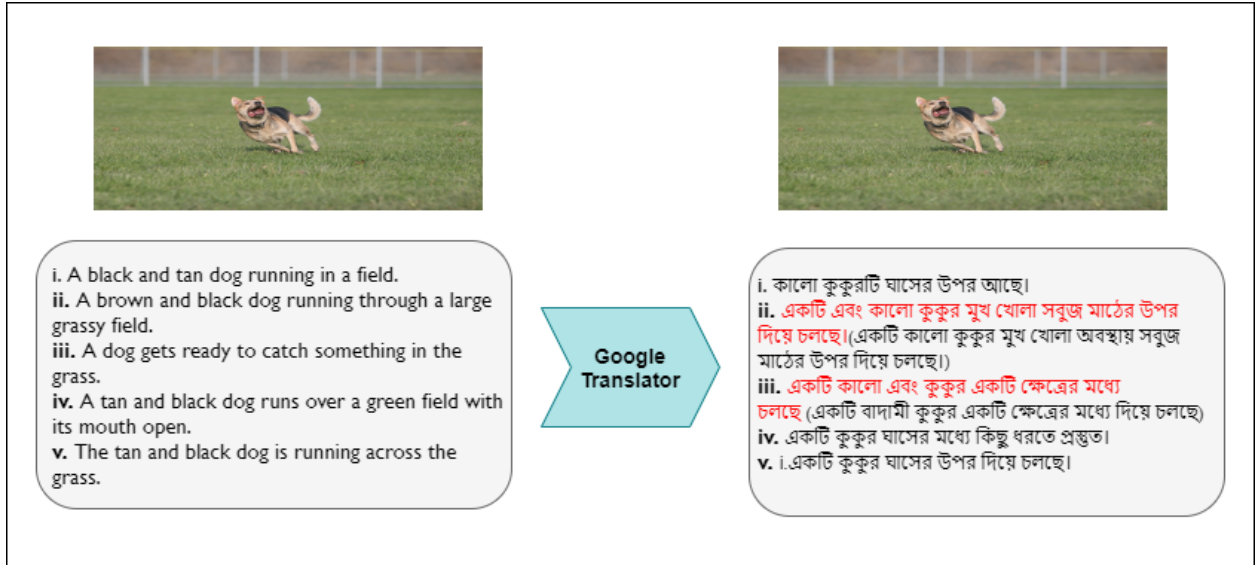 i. A black and tan dog running in a field.
ii. A brown and black dog running through a large
grassy field.
iii. A dog gets ready to catch something in the
grass.
iv. A tan and black dog runs over a green field with
its mouth open.
v. The tan and black dog is running across the
grass.
Google
Translator
i. কালো কুকুরটি ঘাসের উপর আছে।
ii. একটি এবং কালো কুকুর মুখ খোলা সবুজ মাঠের উপর
দিয়ে চলছে।(একটি কালো কুকুর মুখ খোলা অবস্থায় সবুজ
মাঠের উপর দিয়ে চলছে।)
iii. একটি কালো এবং কুকুর একটি ক্ষেত্রের মধ্যে
চলছে (একটি বাদামী কুকুর একটি ক্ষেত্রের মধ্যে দিয়ে চলছে)
iv. একটি কুকুর ঘাসের মধ্যে কিছু ধরতে প্রস্তুত।
v. i.একটি কুকুর ঘাসের উপর দিয়ে চলছে।